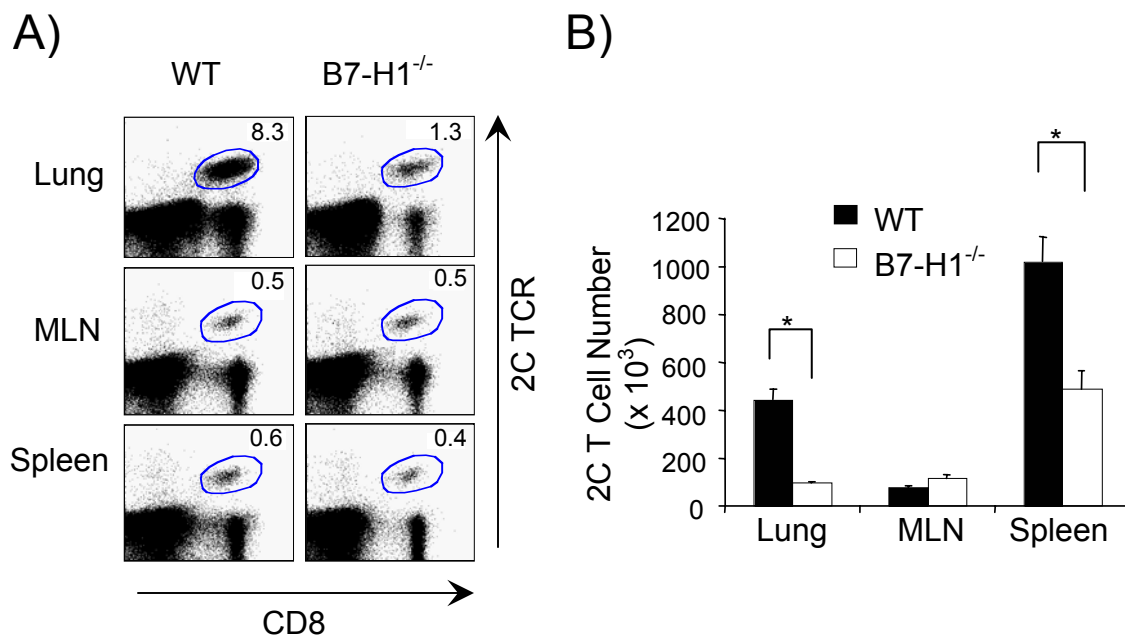 A)
WT B7-H1-/-
Lung 8.3 1.3
MLN 0.5 0.5
Spleen 0.6 0.4
2C TCR
CD8
B)
2C T Cell Number
(x 10³)
1200
1000
800
600
400
200
0
* *
WT
B7-H1-/-
Lung MLN Spleen